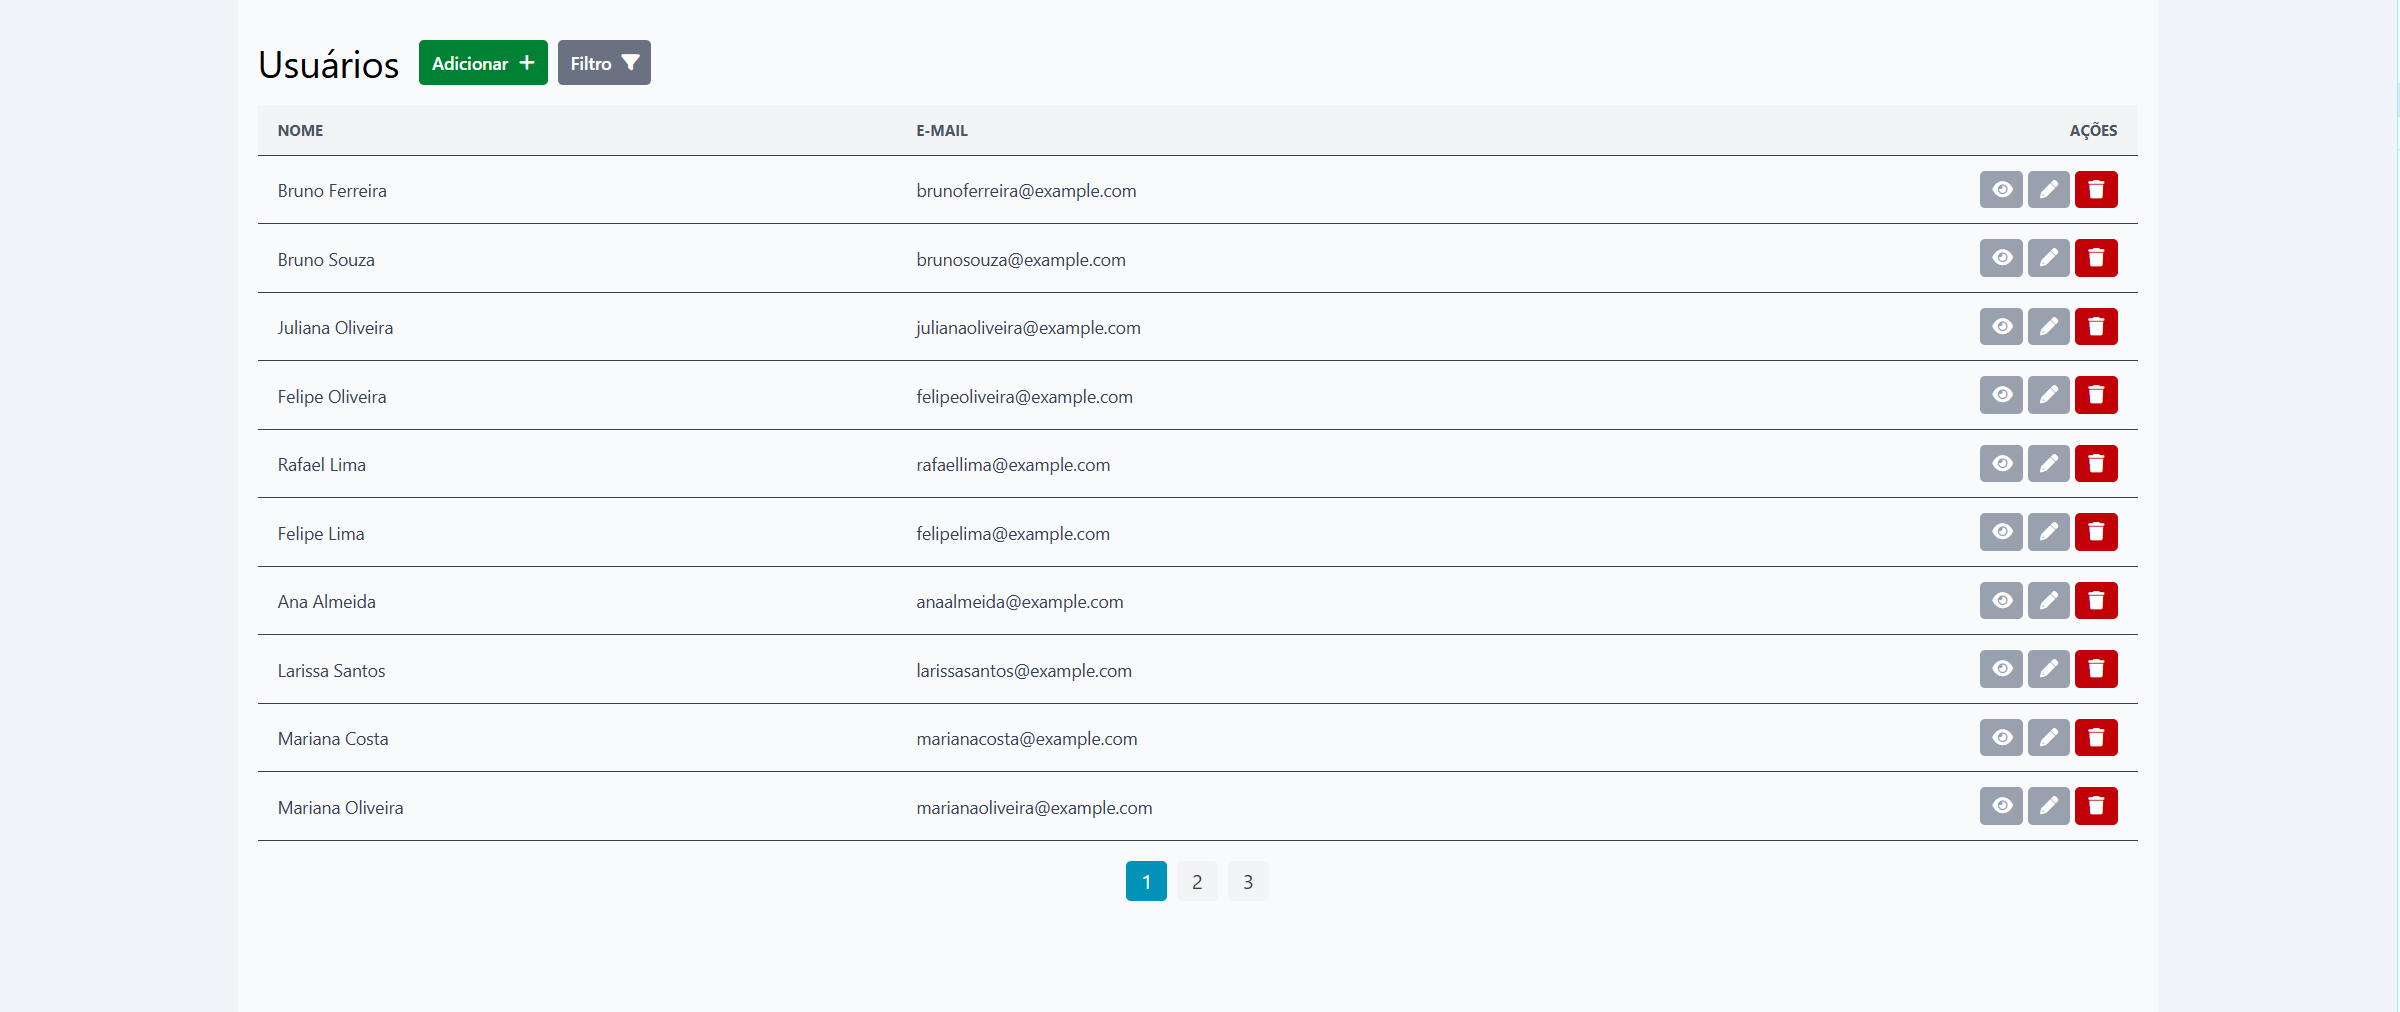 Usuários Adicionar Filtro
NOME E-MAIL AÇÕES
Bruno Ferreira brunoferreira@example.com
Bruno Souza brunosouza@example.com
Juliana Oliveira julianaoliveira@example.com
Felipe Oliveira felipeoliveira@example.com
Rafael Lima rafaellima@example.com
Felipe Lima felipelima@example.com
Ana Almeida anaalmeida@example.com
Larissa Santos larissasantos@example.com
Mariana Costa marianacosta@example.com
Mariana Oliveira marianaoliveira@example.com
1 2 3